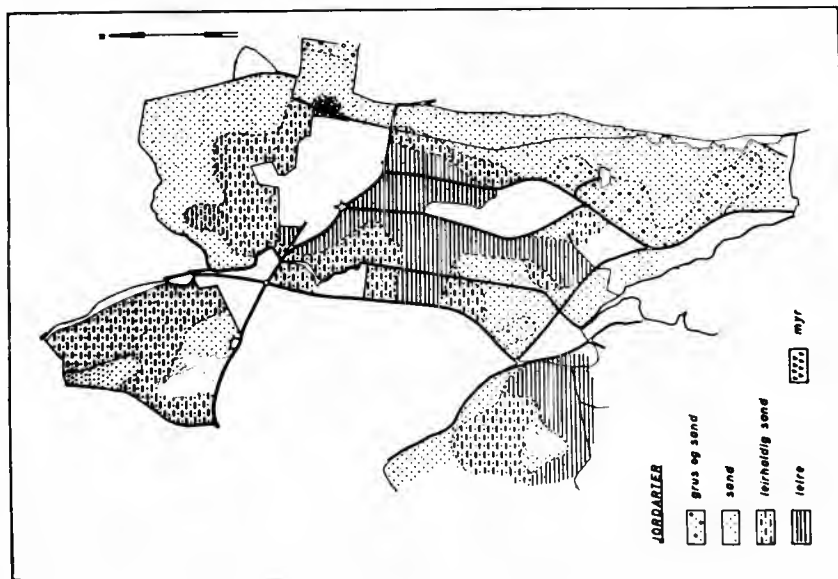 JORDARTER
grus og sand
sand
leirholdig sand
leire
myr